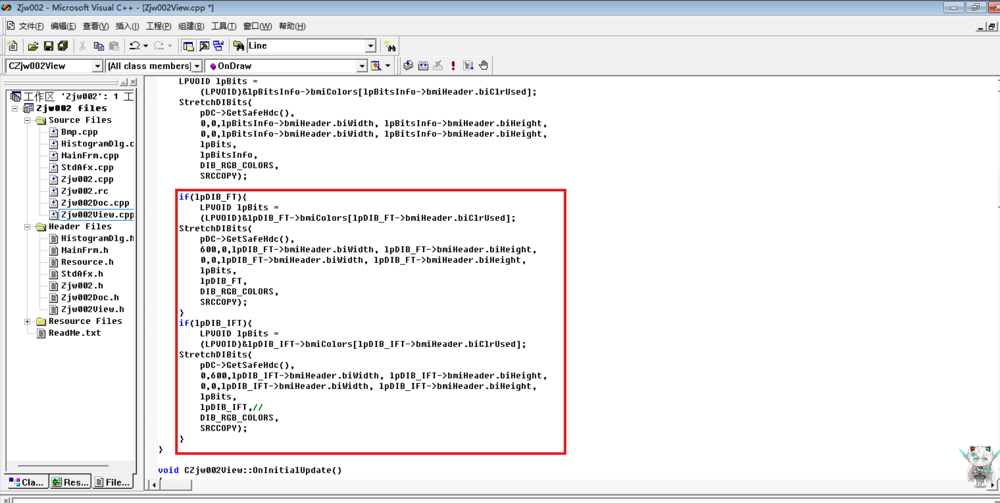 Zjw002 - Microsoft Visual C++ - [Zjw002View.cpp *]
文件(F) 编辑(E) 查看(V) 插入(I) 工程(P) 组建(B) 工具(T) 窗口(W) 帮助(H)
Line
CZjw002View
[All class members]
OnDraw
工作区 'Zjw002': 1 工
Zjw002 files
Source Files
Bmp.cpp
HistogramDlg.c
MainFrm.cpp
StdAfx.cpp
Zjw002.cpp
Zjw002.rc
Zjw002Doc.cpp
Zjw002View.cpp
Header Files
HistogramDlg.h
MainFrm.h
Resource.h
StdAfx.h
Zjw002.h
Zjw002Doc.h
Zjw002View.h
Resource Files
ReadMe.txt
Cla...
Res...
File...
LPVOID lpBits =
(LPVOID)&lpBitsInfo->bmiColors[lpBitsInfo->bmiHeader.biClrUsed];
StretchDIBits(
pDC->GetSafeHdc(),
0,0,lpBitsInfo->bmiHeader.biWidth, lpBitsInfo->bmiHeader.biHeight,
0,0,lpBitsInfo->bmiHeader.biWidth, lpBitsInfo->bmiHeader.biHeight,
lpBits,
lpBitsInfo,
DIB_RGB_COLORS,
SRCCOPY);
if(lpDIB_FT){
LPVOID lpBits =
(LPVOID)&lpDIB_FT->bmiColors[lpDIB_FT->bmiHeader.biClrUsed];
StretchDIBits(
pDC->GetSafeHdc(),
600,0,lpDIB_FT->bmiHeader.biWidth, lpDIB_FT->bmiHeader.biHeight,
0,0,lpDIB_FT->bmiHeader.biWidth, lpDIB_FT->bmiHeader.biHeight,
lpBits,
lpDIB_FT,
DIB_RGB_COLORS,
SRCCOPY);
}
if(lpDIB_IFT){
LPVOID lpBits =
(LPVOID)&lpDIB_IFT->bmiColors[lpDIB_IFT->bmiHeader.biClrUsed];
StretchDIBits(
pDC->GetSafeHdc(),
0,600,lpDIB_IFT->bmiHeader.biWidth, lpDIB_IFT->bmiHeader.biHeight,
0,0,lpDIB_IFT->bmiHeader.biWidth, lpDIB_IFT->bmiHeader.biHeight,
lpBits,
lpDIB_IFT,//
DIB_RGB_COLORS,
SRCCOPY);
}
}
void CZjw002View::OnInitialUpdate()